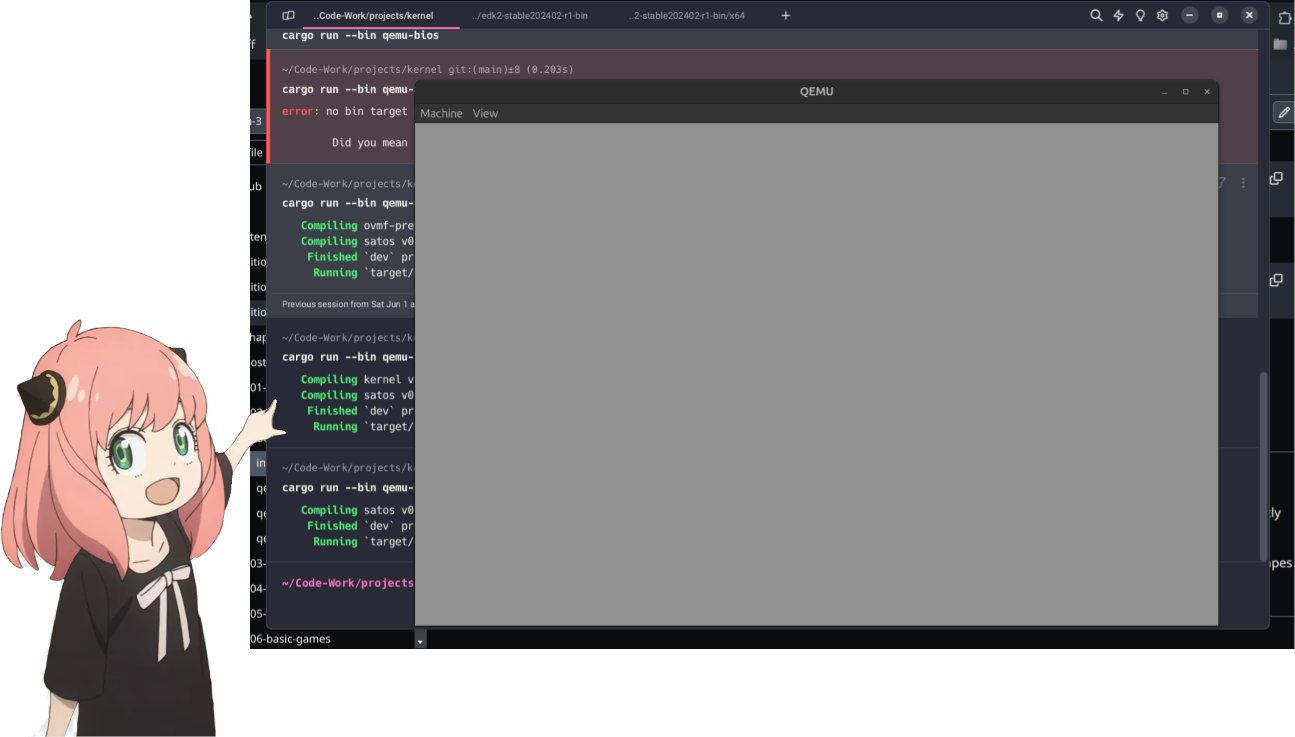 ..Code-Work/projects/kernel
../edk2-stable202402-r1-bin
..2-stable202402-r1-bin/x64
cargo run --bin qemu-bios
~/Code-Work/projects/kernel git:(main)±8 (0.203s)
cargo run --bin qemu-
error: no bin target
Did you mean
QEMU
Machine View
~/Code-Work/projects/k
cargo run --bin qemu-
Compiling ovmf-pre
Compiling satos v0
Finished `dev` pr
Running `target/
Previous session from Sat Jun 1 a
~/Code-Work/projects/k
cargo run --bin qemu-
Compiling kernel v
Compiling satos v0
Finished `dev` pr
Running `target/
~/Code-Work/projects/k
cargo run --bin qemu-
Compiling satos v0
Finished `dev` pr
Running `target/
~/Code-Work/projects
-3
ile
ub
ten
itio
itio
itio
hap
ost
01-
in
qe
qe
qe
03-
04-
05-
06-basic-games
ly
pes